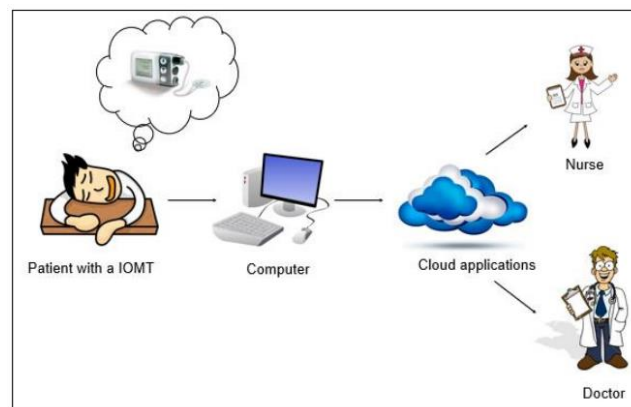 Nurse
Patient with a IOMT
Computer
Cloud applications
Doctor